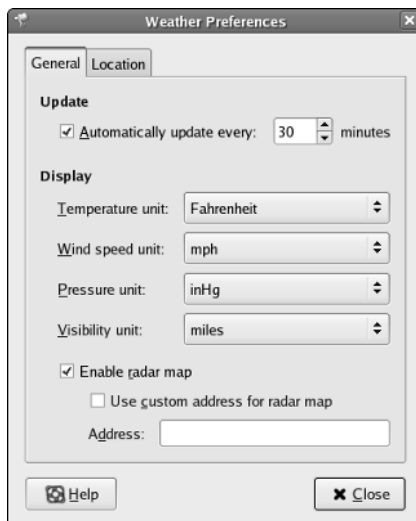 Weather Preferences
General Location
Update
Automatically update every: 30 minutes
Display
Temperature unit: Fahrenheit
Wind speed unit: mph
Pressure unit: inHg
Visibility unit: miles
Enable radar map
Use custom address for radar map
Address:
Help Close